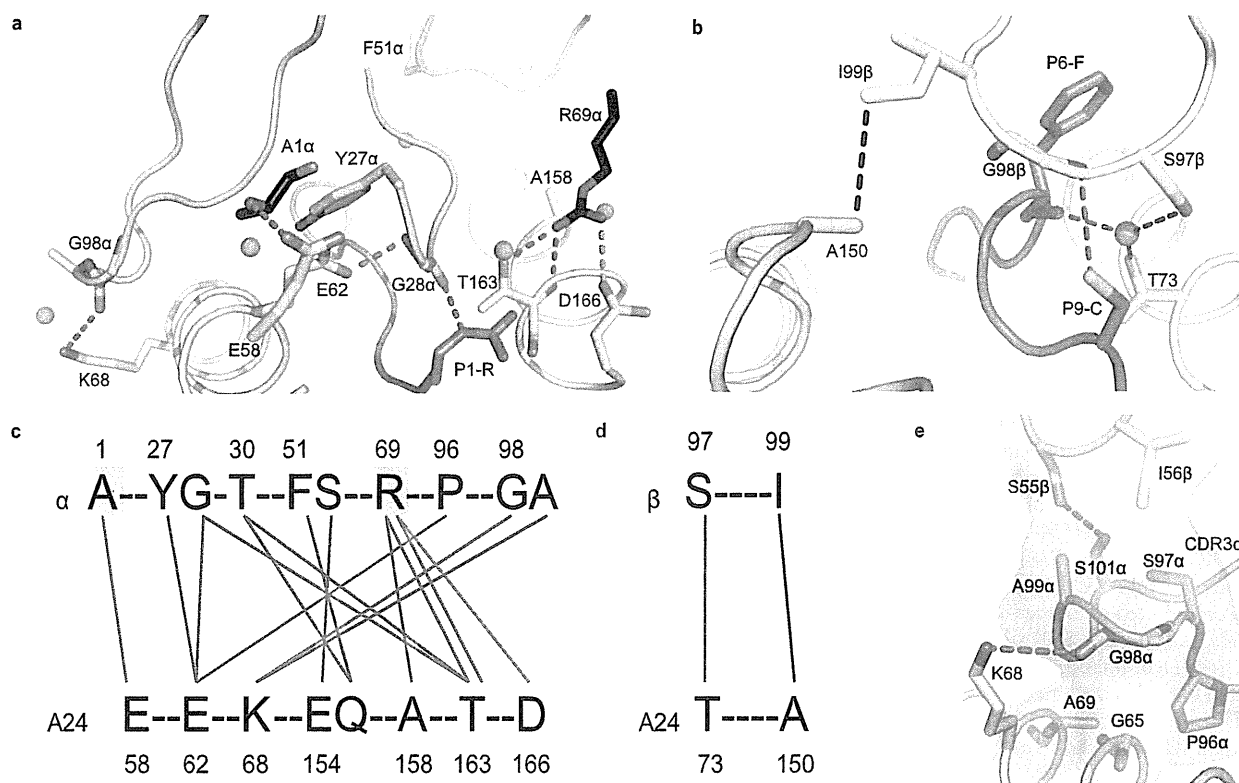 a
F51α
R69α
A1α
Y27α
A158
G98α
E62
G28α
T163
D166
E58
K68
P1-R
b
I99β
P6-F
S97β
G98β
A150
T73
P9-C
c
1 27 30 51 69 96 98
α A--YG--T--FS--R--P--GA
A24 E--E--K--EQ--A--T--D
58 62 68 154 158 163 166
d
97 99
β S----I
A24 T----A
73 150
e
I56β
S55β
CDR3α
S101α
S97α
A99α
G98α
K68
A69
G65
P96α